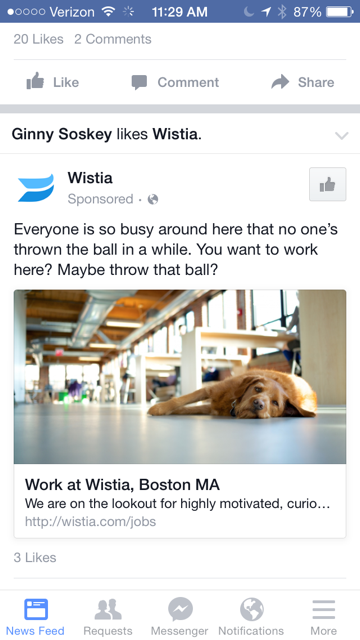 Verizon 11:29 AM 87%
20 Likes 2 Comments
Like Comment Share
Ginny Soskey likes Wistia.
Wistia
Sponsored ·
Everyone is so busy around here that no one's
thrown the ball in a while. You want to work
here? Maybe throw that ball?
Work at Wistia, Boston MA
We are on the lookout for highly motivated, curio...
http://wistia.com/jobs
3 Likes
News Feed Requests Messenger Notifications More